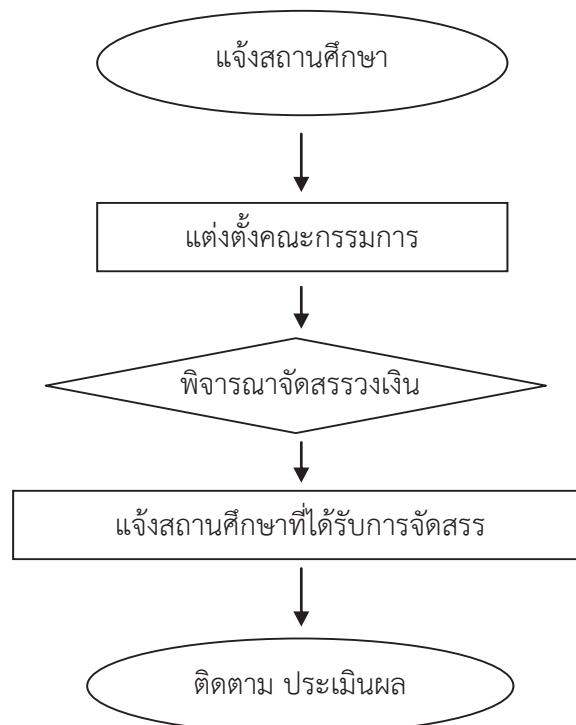 แจ้งสถานศึกษา
แต่งตั้งคณะกรรมการ
พิจารณาจัดสรรวงเงิน
แจ้งสถานศึกษาที่ได้รับการจัดสรร
ติดตาม ประเมินผล